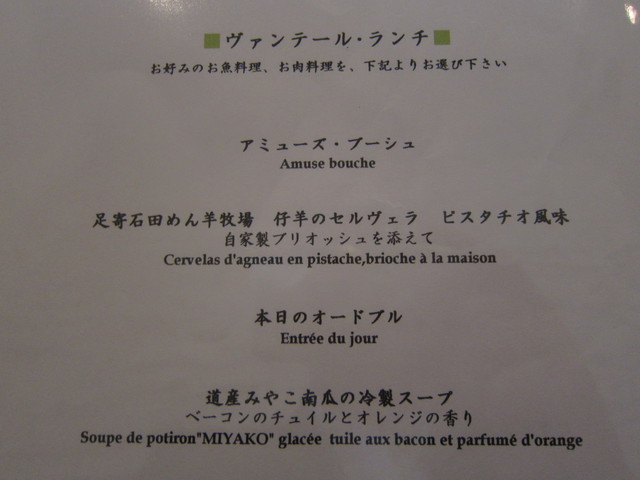 ■ヴァンテール・ランチ■
お好みのお魚料理、お肉料理を、下記よりお選び下さい
アミューズ・ブーシュ
Amuse bouche
足寄石田めん羊牧場　仔羊のセルヴェラ　ピスタチオ風味
自家製ブリオッシュを添えて
Cervelas d'agneau en pistache,brioche à la maison
本日のオードブル
Entrée du jour
道産みやこ南瓜の冷製スープ
ベーコンのチュイルとオレンジの香り
Soupe de potiron"MIYAKO" glacée tuile aux bacon et parfumé d'orange